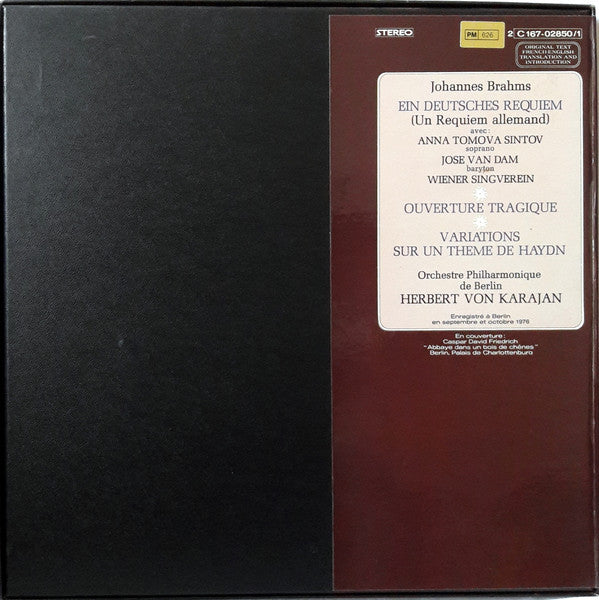 STEREO
PM 626
2 C 167-02850/1
ORIGINAL TEXT
FRENCH-ENGLISH
TRANSLATION AND
INTRODUCTION
Johannes Brahms
EIN DEUTSCHES REQUIEM
(Un Requiem allemand)
avec:
ANNA TOMOVA SINTOV
soprano
JOSE VAN DAM
baryton
WIENER SINGVEREIN
OUVERTURE TRAGIQUE
VARIATIONS
SUR UN THEME DE HAYDN
Orchestre Philharmonique
de Berlin
HERBERT VON KARAJAN
Enregistré à Berlin
en septembre et octobre 1976
En couverture:
Caspar David Friedrich
"Abbaye dans un bois de chênes"
Berlin, Palais de Charlottenburg